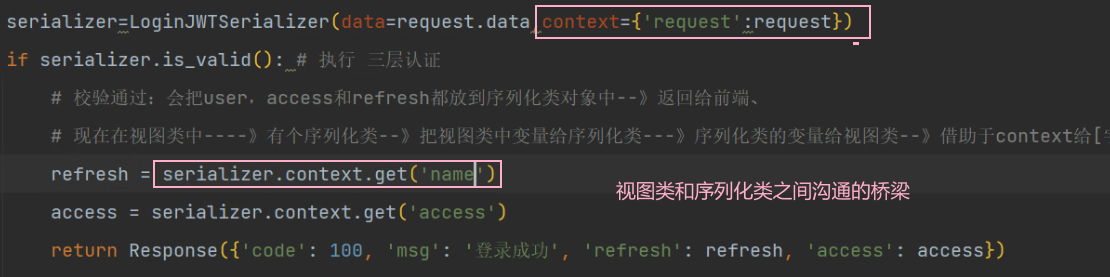 serializer=LoginJWTSerializer(data=request.data,context={'request':request})
if serializer.is_valid(): # 执行 三层认证
# 校验通过：会把user，access和refresh都放到序列化类对象中--》返回给前端、
# 现在在视图类中----》有个序列化类--》把视图类中变量给序列化类---》序列化类的变量给视图类--》借助于context给[
refresh = serializer.context.get('name')
视图类和序列化类之间沟通的桥梁
access = serializer.context.get('access')
return Response({'code': 100, 'msg': '登录成功', 'refresh': refresh, 'access': access})